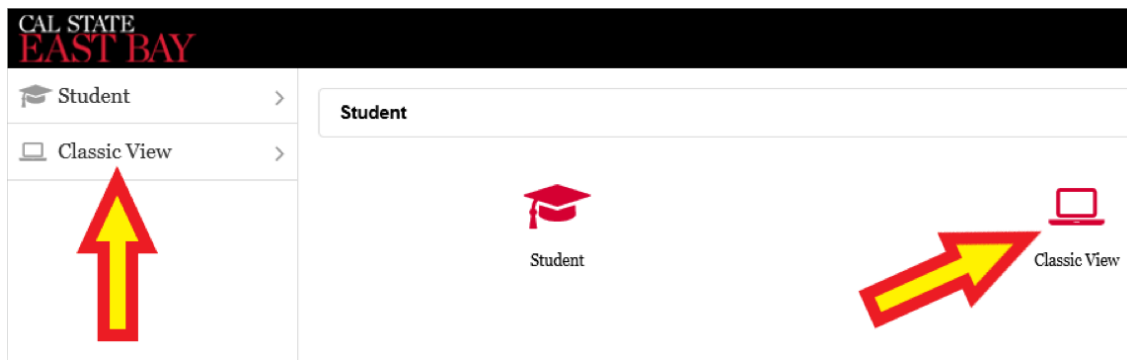 CAL STATE
EAST BAY
Student
Classic View
Student
Student
Classic View